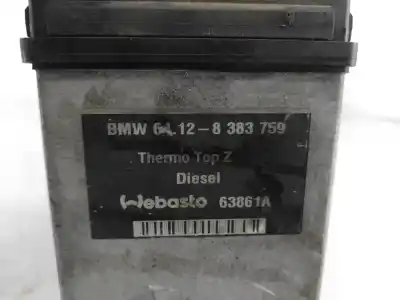 BMW 64.12-8 383 759
Thermo Top Z
Diesel
Webasto 63861A